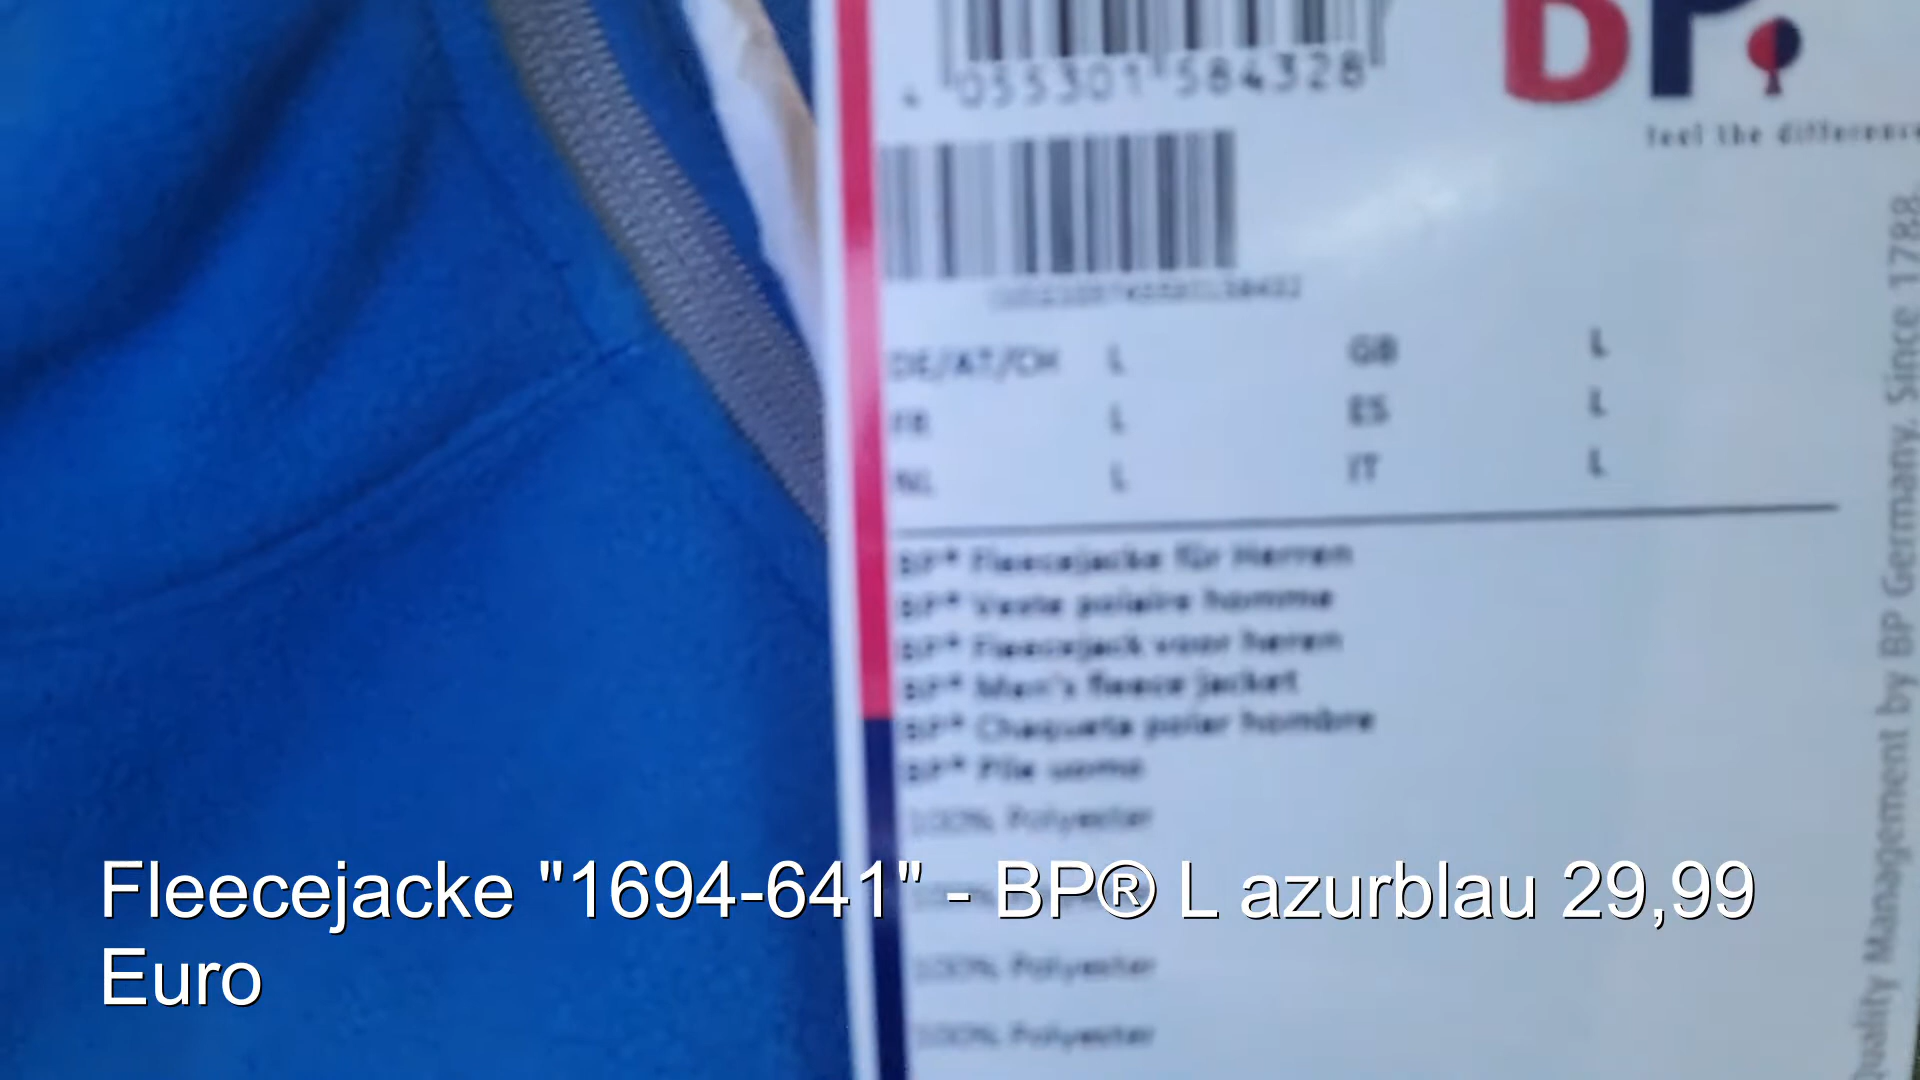 4 055301 584328
BP
feel the difference
DE/AT/CH L GB L
FR L ES L
NL L IT L
BP® Fleecejacke für Herren
BP® Veste polaire homme
BP® Fleecejack voor heren
BP® Men's fleece jacket
BP® Chaqueta polar hombre
BP® Pile uomo
100% Polyester
100%
100% Polyester
100% Polyester
Quality Management by BP Germany. Since 1788.
Fleecejacke "1694-641" - BP® L azurblau 29,99
Euro